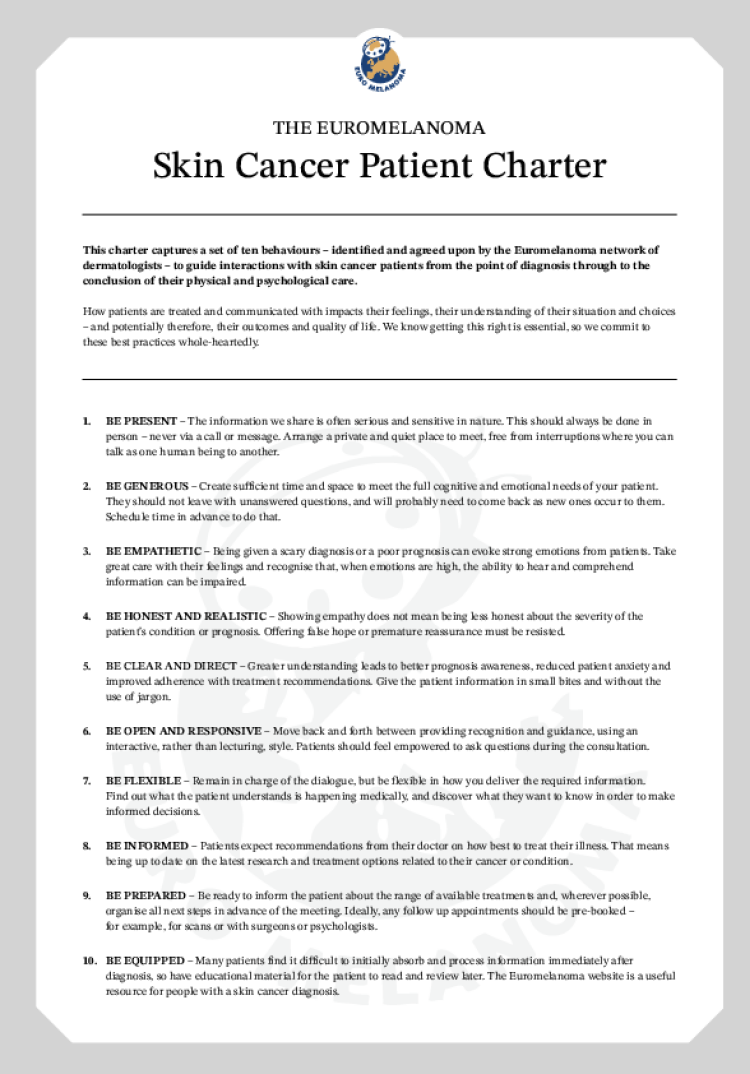 EURO MELANOMA
THE EUROMELANOMA
Skin Cancer Patient Charter
This charter captures a set of ten behaviours – identified and agreed upon by the Euromelanoma network of
dermatologists – to guide interactions with skin cancer patients from the point of diagnosis through to the
conclusion of their physical and psychological care.
How patients are treated and communicated with impacts their feelings, their understanding of their situation and choices
– and potentially therefore, their outcomes and quality of life. We know getting this right is essential, so we commit to
these best practices whole-heartedly.
1. BE PRESENT – The information we share is often serious and sensitive in nature. This should always be done in
person – never via a call or message. Arrange a private and quiet place to meet, free from interruptions where you can
talk as one human being to another.
2. BE GENEROUS – Create sufficient time and space to meet the full cognitive and emotional needs of your patient.
They should not leave with unanswered questions, and will probably need to come back as new ones occur to them.
Schedule time in advance to do that.
3. BE EMPATHETIC – Being given a scary diagnosis or a poor prognosis can evoke strong emotions from patients. Take
great care with their feelings and recognise that, when emotions are high, the ability to hear and comprehend
information can be impaired.
4. BE HONEST AND REALISTIC – Showing empathy does not mean being less honest about the severity of the
patient's condition or prognosis. Offering false hope or premature reassurance must be resisted.
5. BE CLEAR AND DIRECT – Greater understanding leads to better prognosis awareness, reduced patient anxiety and
improved adherence with treatment recommendations. Give the patient information in small bites and without the
use of jargon.
6. BE OPEN AND RESPONSIVE – Move back and forth between providing recognition and guidance, using an
interactive, rather than lecturing, style. Patients should feel empowered to ask questions during the consultation.
7. BE FLEXIBLE – Remain in charge of the dialogue, but be flexible in how you deliver the required information.
Find out what the patient understands is happening medically, and discover what they want to know in order to make
informed decisions.
8. BE INFORMED – Patients expect recommendations from their doctor on how best to treat their illness. That means
being up to date on the latest research and treatment options related to their cancer or condition.
9. BE PREPARED – Be ready to inform the patient about the range of available treatments and, wherever possible,
organise all next steps in advance of the meeting. Ideally, any follow up appointments should be pre-booked –
for example, for scans or with surgeons or psychologists.
10. BE EQUIPPED – Many patients find it difficult to initially absorb and process information immediately after
diagnosis, so have educational material for the patient to read and review later. The Euromelanoma website is a useful
resource for people with a skin cancer diagnosis.
EURO MELANOMA